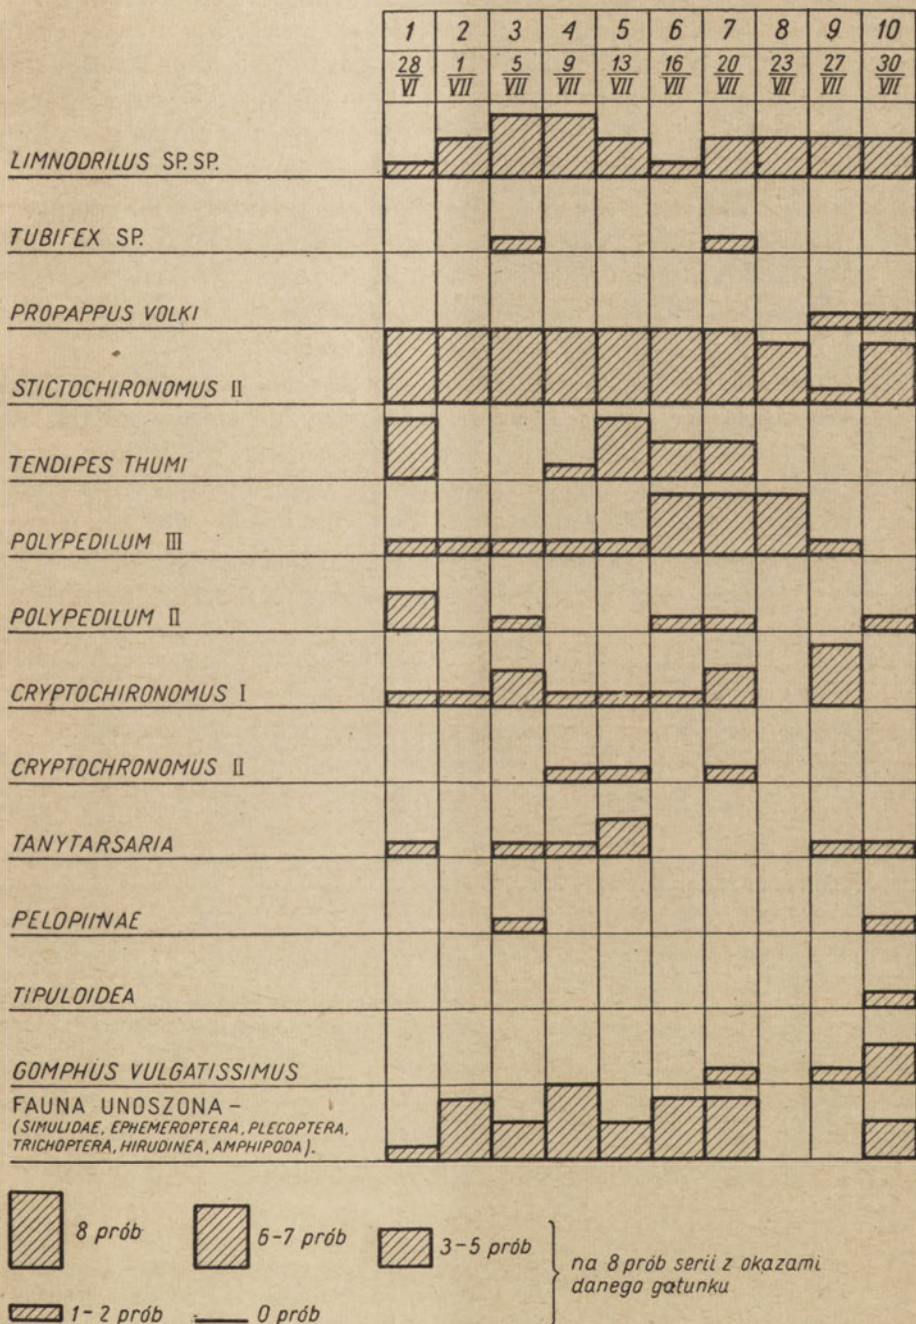 1 2 3 4 5 6 7 8 9 10
28/VI 1/VII 5/VII 9/VII 13/VII 16/VII 20/VII 23/VII 27/VII 30/VII
LIMNODRILUS SP. SP.
TUBIFEX SP.
PROPAPPUS VOLKI
STICTOCHIRONOMUS II
TENDIPES THUMI
POLYPEDILUM III
POLYPEDILUM II
CRYPTOCHIRONOMUS I
CRYPTOCHRONOMUS II
TANYTARSARIA
PELOPIINAE
TIPULOIDEA
GOMPHUS VULGATISSIMUS
FAUNA UNOSZONA –
(SIMULIDAE, EPHEMEROPTERA, PLECOPTERA,
TRICHOPTERA, HIRUDINEA, AMPHIPODA).
8 prób 6-7 prób 3-5 prób
na 8 prób serii z okazami
danego gatunku
1-2 prób 0 prób